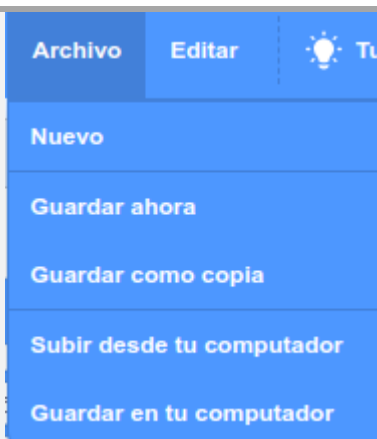 Archivo Editar
Nuevo
Guardar ahora
Guardar como copia
Subir desde tu computador
Guardar en tu computador